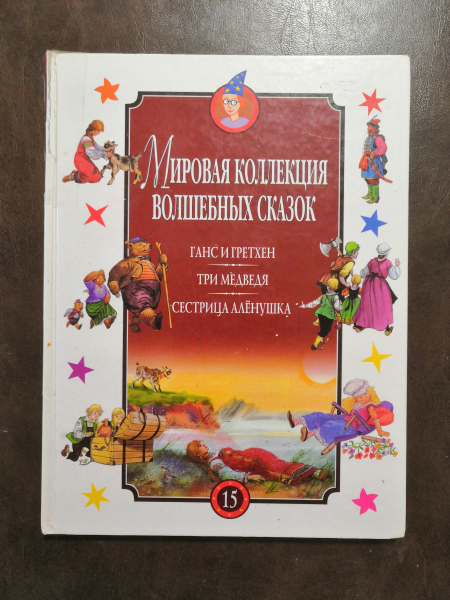 МИРОВАЯ КОЛЛЕКЦИЯ
ВОЛШЕБНЫХ СКАЗОК
ГАНС И ГРЕТХЕН
ТРИ МЕДВЕДЯ
СЕСТРИЦА АЛЁНУШКА
15